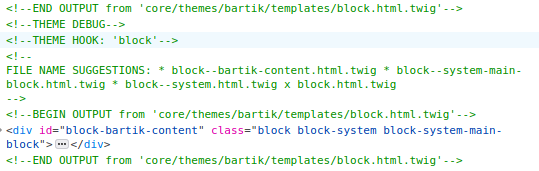 <!--END OUTPUT from 'core/themes/bartik/templates/block.html.twig'-->
<!--THEME DEBUG-->
<!--THEME HOOK: 'block'-->
<!--
FILE NAME SUGGESTIONS: * block--bartik-content.html.twig * block--system-main-
block.html.twig * block--system.html.twig x block.html.twig
-->
<!--BEGIN OUTPUT from 'core/themes/bartik/templates/block.html.twig'-->
<div id="block-bartik-content" class="block block-system block-system-main-
block">…</div>
<!--END OUTPUT from 'core/themes/bartik/templates/block.html.twig'-->